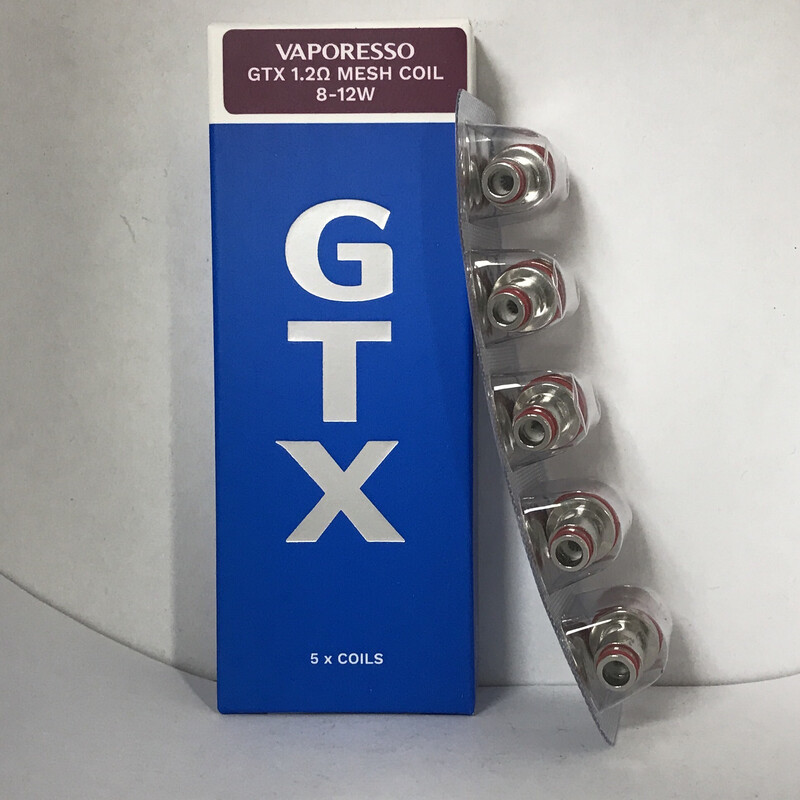 VAPORESSO
GTX 1.2Ω MESH COIL
8-12W
G
T
X
5 x COILS